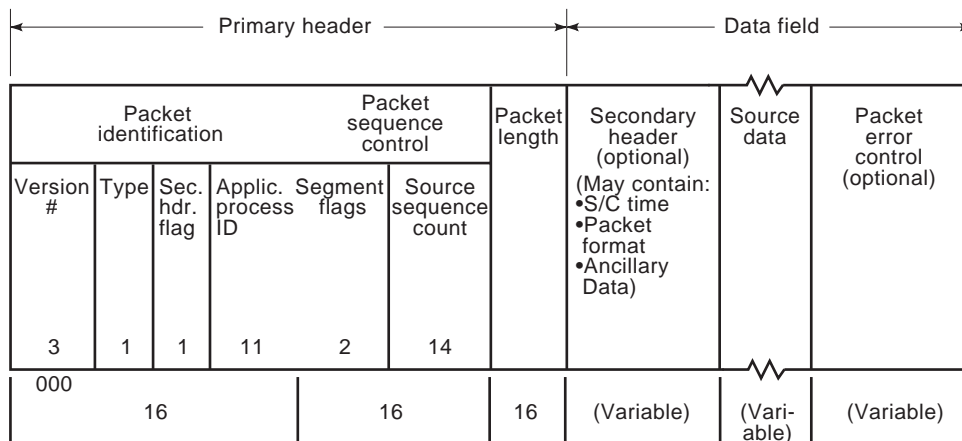 Primary header
Data field
Packet
identification
Packet
sequence
control
Packet
length
Secondary
header
(optional)
(May contain:
•S/C time
•Packet
format
•Ancillary
Data)
Source
data
Packet
error
control
(optional)
Version
#
Type
Sec.
hdr.
flag
Applic.
process
ID
Segment
flags
Source
sequence
count
3
1
1
11
2
14
000
16
16
16
(Variable)
(Vari-
able)
(Variable)